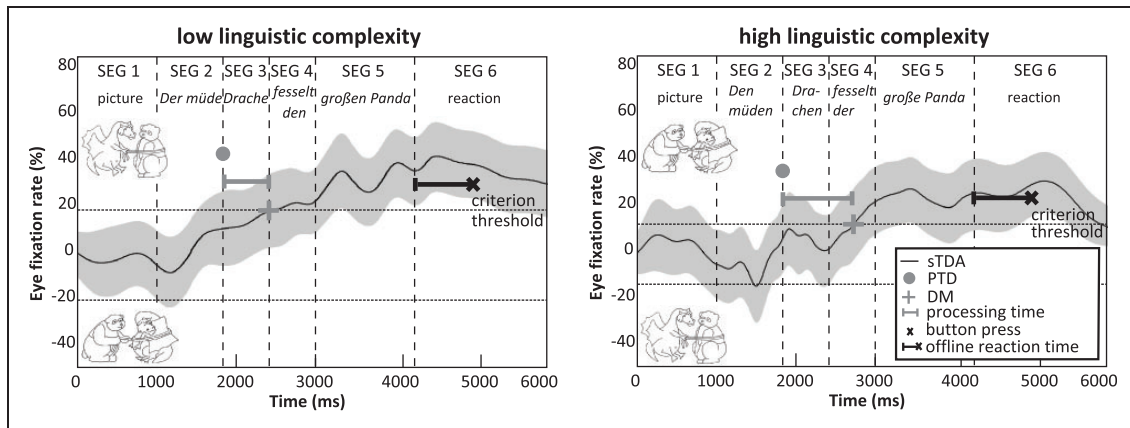 low linguistic complexity
80
60
40
20
0
-20
-40
Eye fixation rate (%)
SEG 1
SEG 2
SEG 3
SEG 4
SEG 5
SEG 6
picture
Der müde
Drache
fesselt
den
großen Panda
reaction
criterion
threshold
0
1000
2000
3000
4000
5000
6000
Time (ms)
high linguistic complexity
80
60
40
20
0
-20
-40
Eye fixation rate (%)
SEG 1
SEG 2
SEG 3
SEG 4
SEG 5
SEG 6
picture
Den
müden
Dra-
chen
fesselt
der
große Panda
reaction
criterion
threshold
sTDA
PTD
DM
processing time
button press
offline reaction time
0
1000
2000
3000
4000
5000
6000
Time (ms)